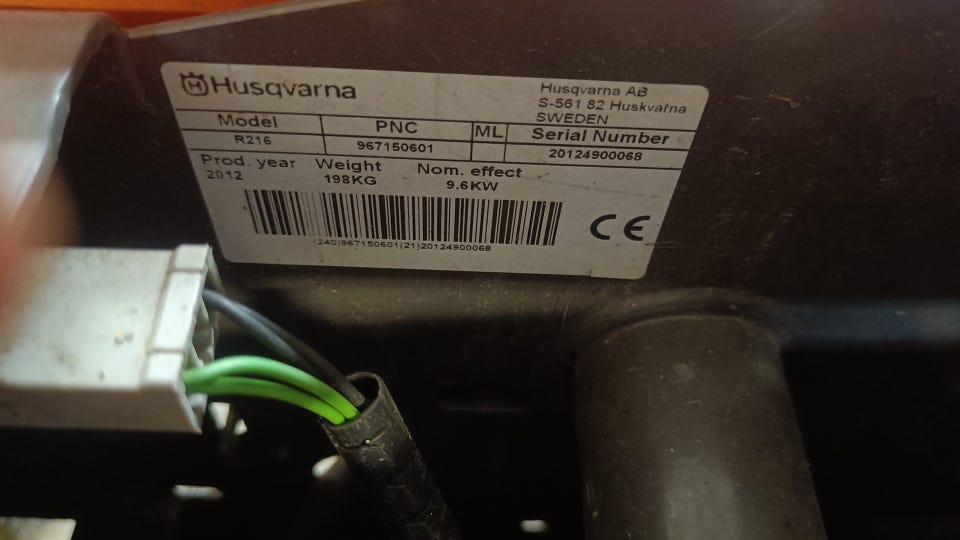 Husqvarna
Husqvarna AB
S-561 82 Huskvarna
SWEDEN
Model PNC ML Serial Number
R216 967150601 20124900068
Prod. year Weight Nom. effect
2012 198KG 9.6KW
CE
(240)967150601(21)20124900068